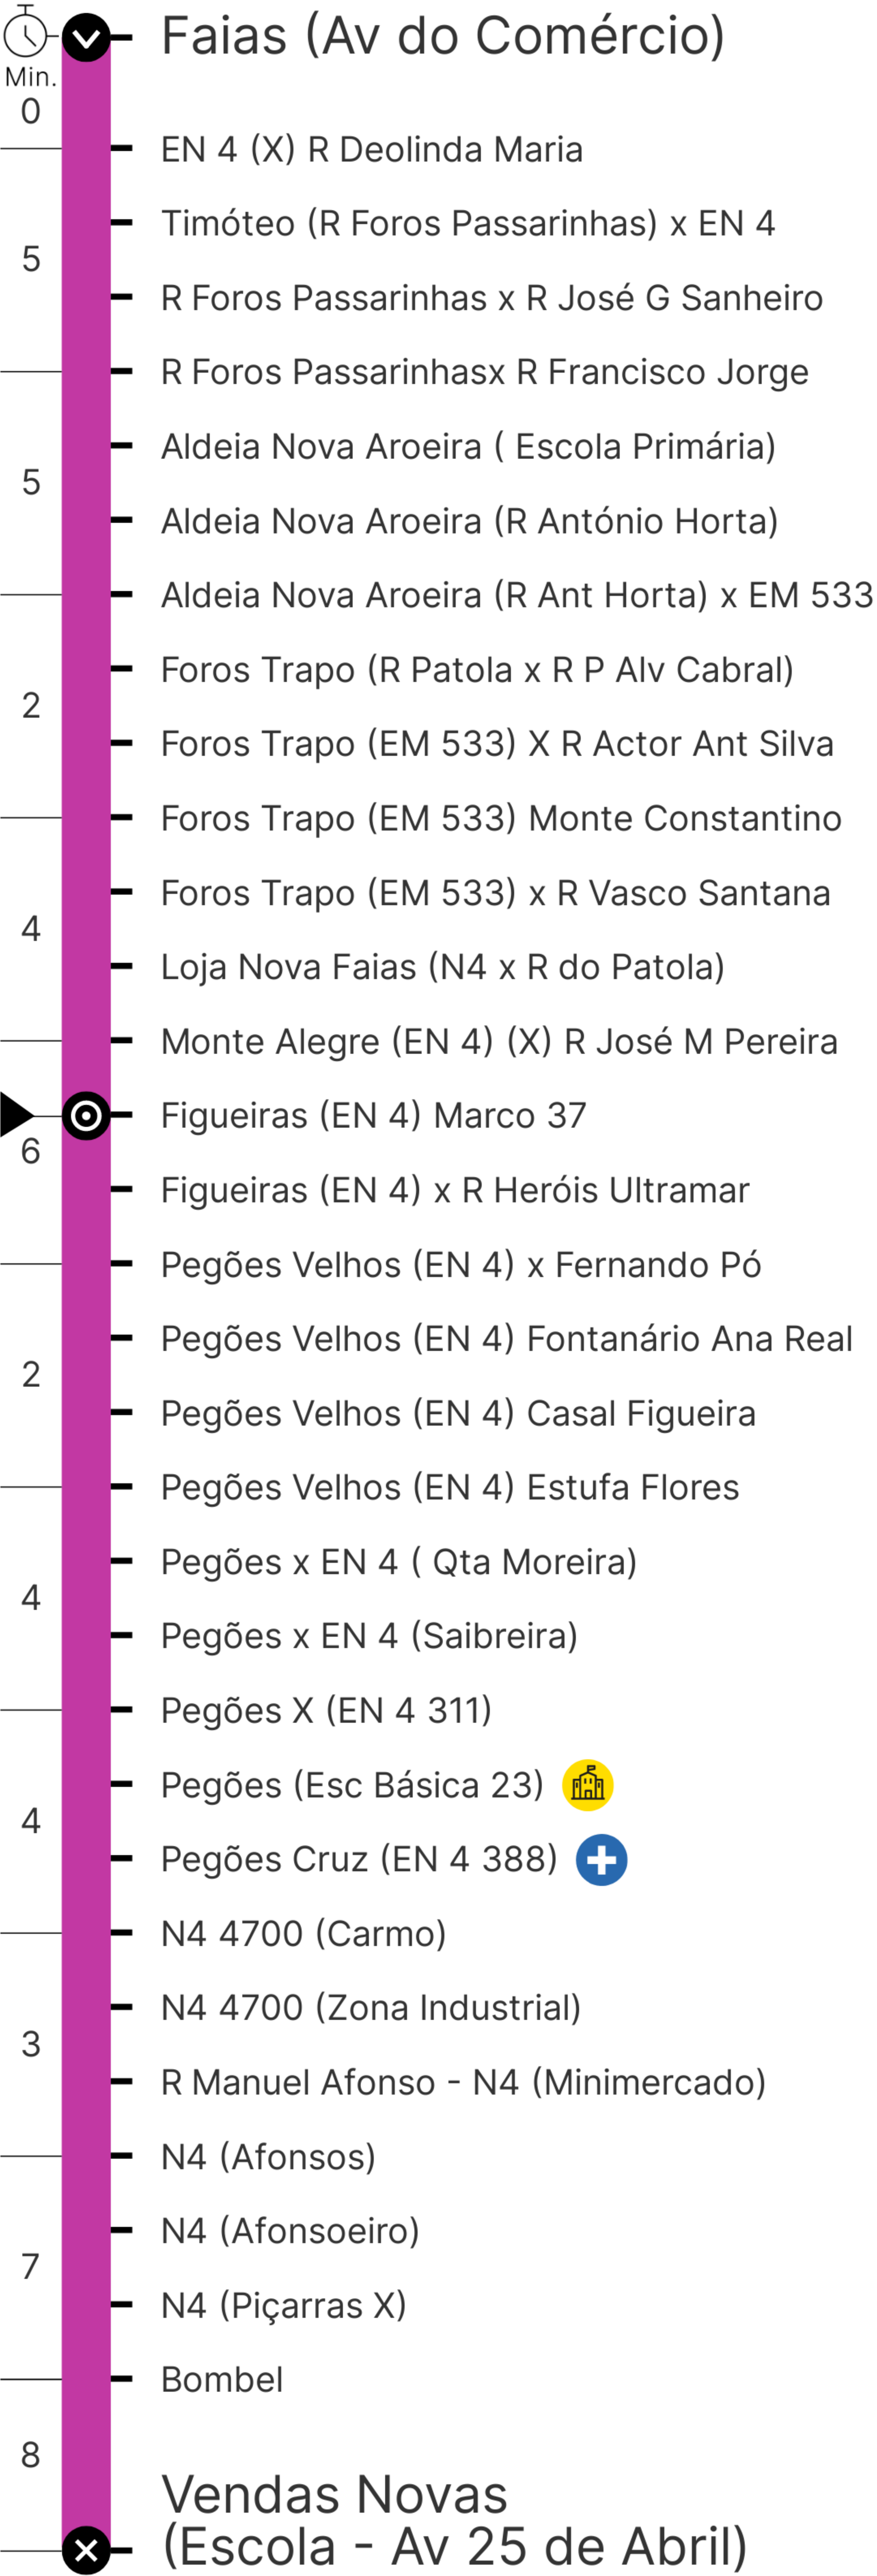 Faias (Av do Comércio)
Min.
0
EN 4 (X) R Deolinda Maria
Timóteo (R Foros Passarinhas) x EN 4
5
R Foros Passarinhas x R José G Sanheiro
R Foros Passarinhasx R Francisco Jorge
Aldeia Nova Aroeira ( Escola Primária)
5
Aldeia Nova Aroeira (R António Horta)
Aldeia Nova Aroeira (R Ant Horta) x EM 533
Foros Trapo (R Patola x R P Alv Cabral)
2
Foros Trapo (EM 533) X R Actor Ant Silva
Foros Trapo (EM 533) Monte Constantino
Foros Trapo (EM 533) x R Vasco Santana
4
Loja Nova Faias (N4 x R do Patola)
Monte Alegre (EN 4) (X) R José M Pereira
Figueiras (EN 4) Marco 37
6
Figueiras (EN 4) x R Heróis Ultramar
Pegões Velhos (EN 4) x Fernando Pó
Pegões Velhos (EN 4) Fontanário Ana Real
2
Pegões Velhos (EN 4) Casal Figueira
Pegões Velhos (EN 4) Estufa Flores
Pegões x EN 4 ( Qta Moreira)
4
Pegões x EN 4 (Saibreira)
Pegões X (EN 4 311)
Pegões (Esc Básica 23)
4
Pegões Cruz (EN 4 388)
N4 4700 (Carmo)
N4 4700 (Zona Industrial)
3
R Manuel Afonso - N4 (Minimercado)
N4 (Afonsos)
N4 (Afonsoeiro)
7
N4 (Piçarras X)
Bombel
8
Vendas Novas
(Escola - Av 25 de Abril)